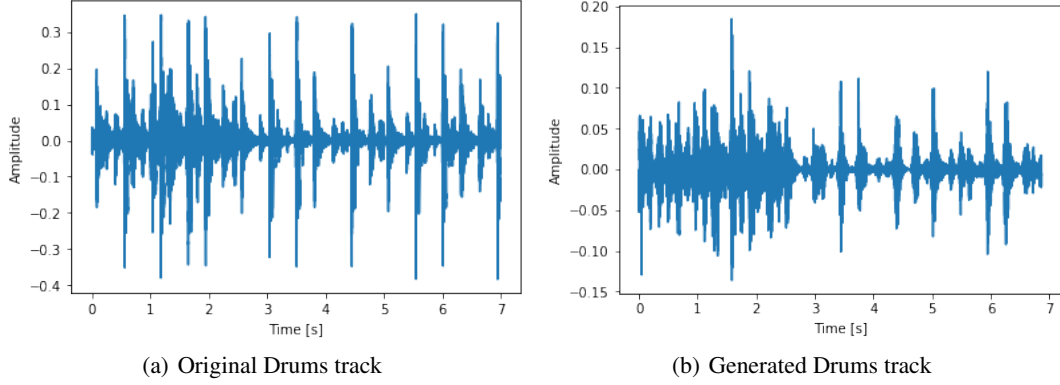 0.3
0.2
0.1
0.0
−0.1
−0.2
−0.3
−0.4
Amplitude
0 1 2 3 4 5 6 7
Time [s]
(a) Original Drums track
0.20
0.15
0.10
0.05
0.00
−0.05
−0.10
−0.15
Amplitude
0 1 2 3 4 5 6 7
Time [s]
(b) Generated Drums track